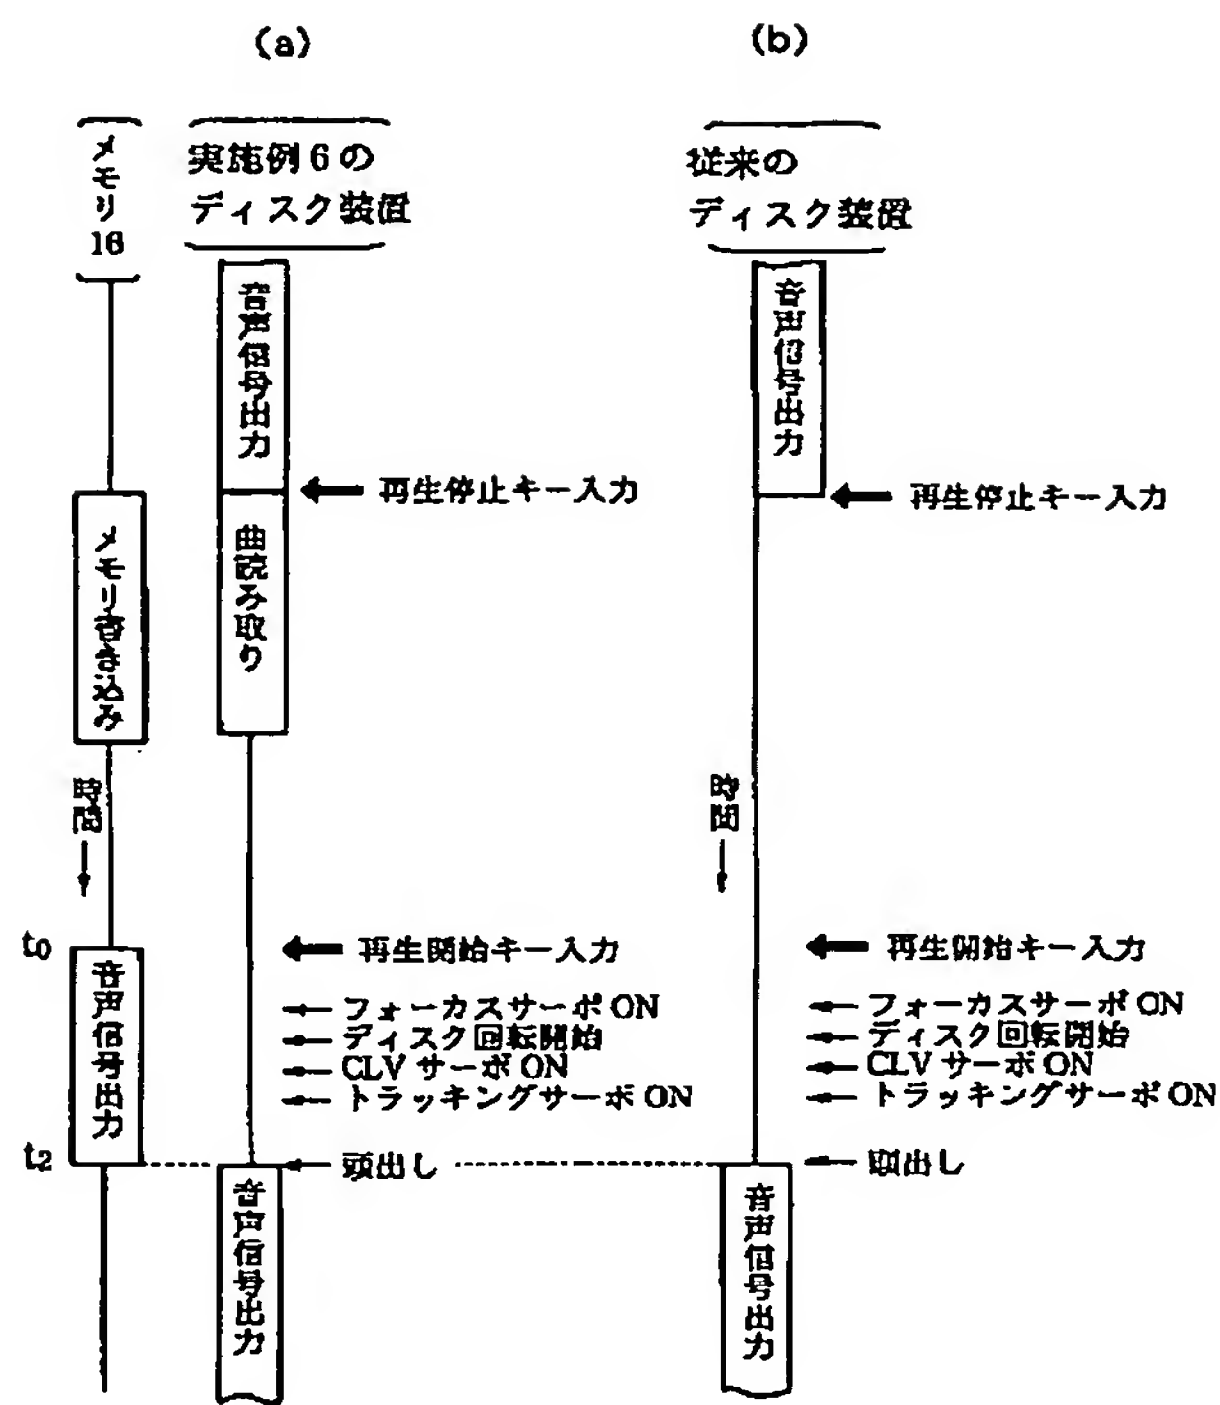 (a)
メモリ16
実施例6の
ディスク装置
音声信号出力
再生停止キー入力
メモリ書き込み
曲読み取り
時間
t0
再生開始キー入力
フォーカスサーボON
ディスク回転開始
CLVサーボON
トラッキングサーボON
音声信号出力
t2
頭出し
音声信号出力
(b)
従来の
ディスク装置
音声信号出力
再生停止キー入力
時間
再生開始キー入力
フォーカスサーボON
ディスク回転開始
CLVサーボON
トラッキングサーボON
頭出し
音声信号出力